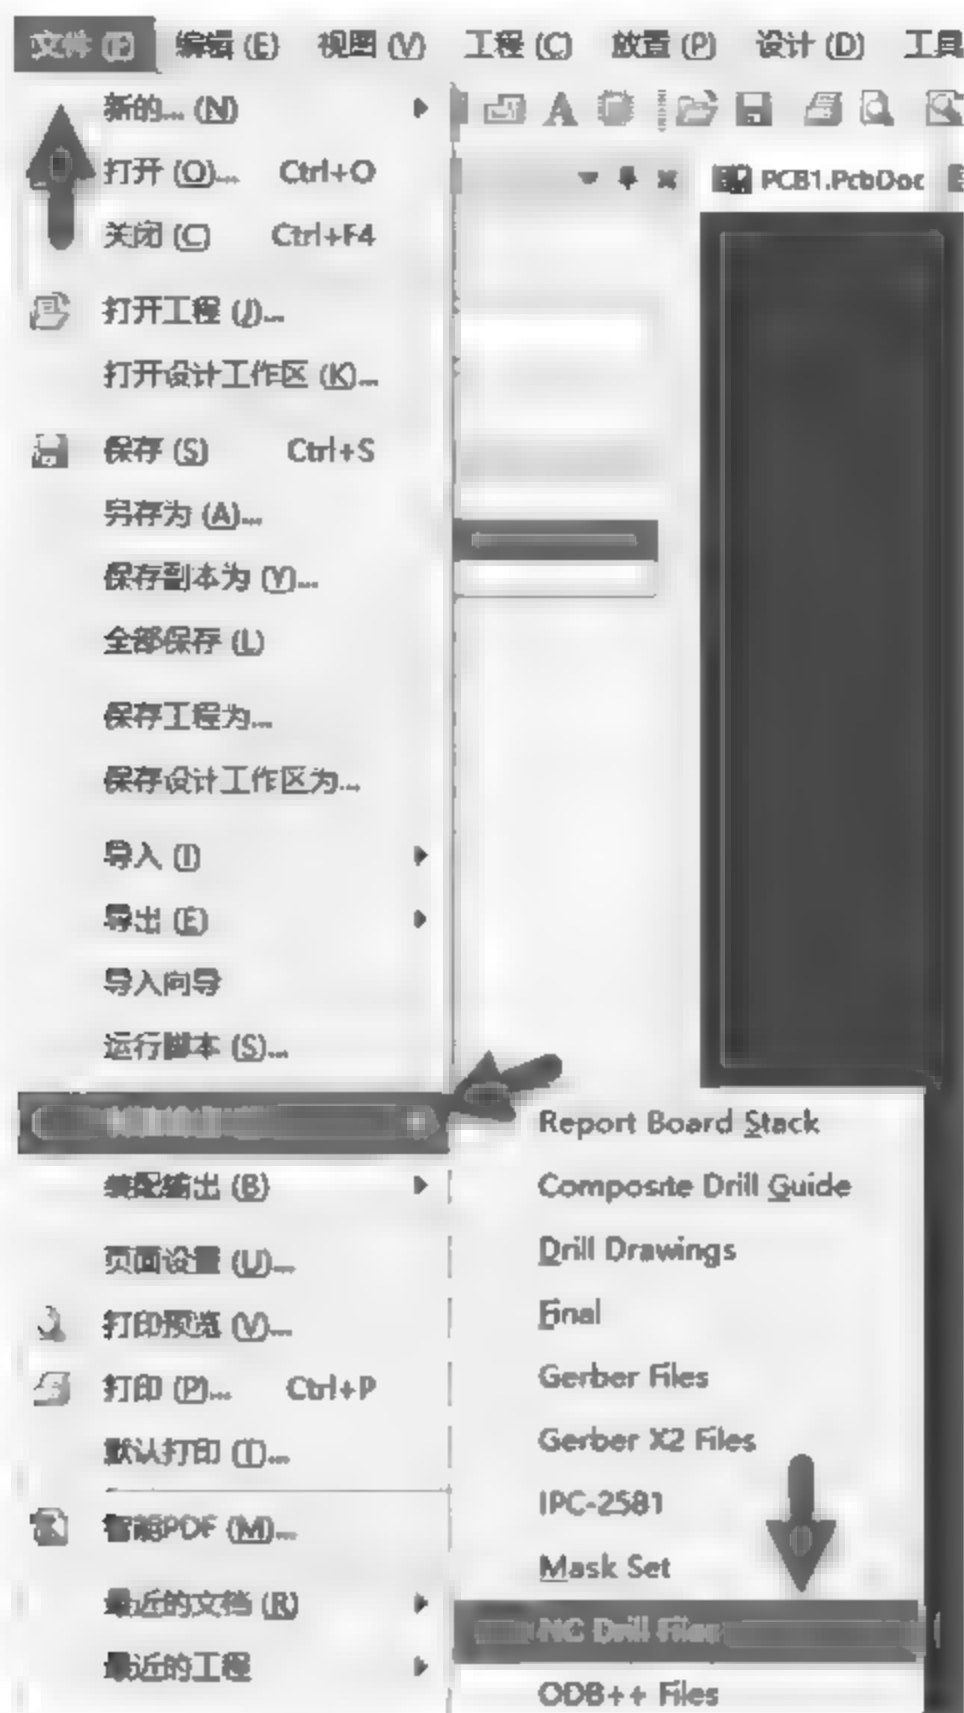 文件 (F) 编辑 (E) 视图 (V) 工程 (C) 放置 (P) 设计 (D) 工具
新的... (N)
打开 (O)... Ctrl+O
PCB1.PcbDoc
关闭 (C) Ctrl+F4
打开工程 (J)...
打开设计工作区 (K)...
保存 (S) Ctrl+S
另存为 (A)...
保存副本为 (Y)...
全部保存 (L)
保存工程为...
保存设计工作区为...
导入 (I)
导出 (E)
导入向导
运行脚本 (S)...
Report Board Stack
装配输出 (B)
Composite Drill Guide
Drill Drawings
页面设置 (U)...
Final
打印预览 (V)...
Gerber Files
打印 (P)... Ctrl+P
Gerber X2 Files
默认打印 (T)...
IPC-2581
智能PDF (M)...
Mask Set
最近的文档 (R)
NC Drill Files
最近的工程
ODB++ Files